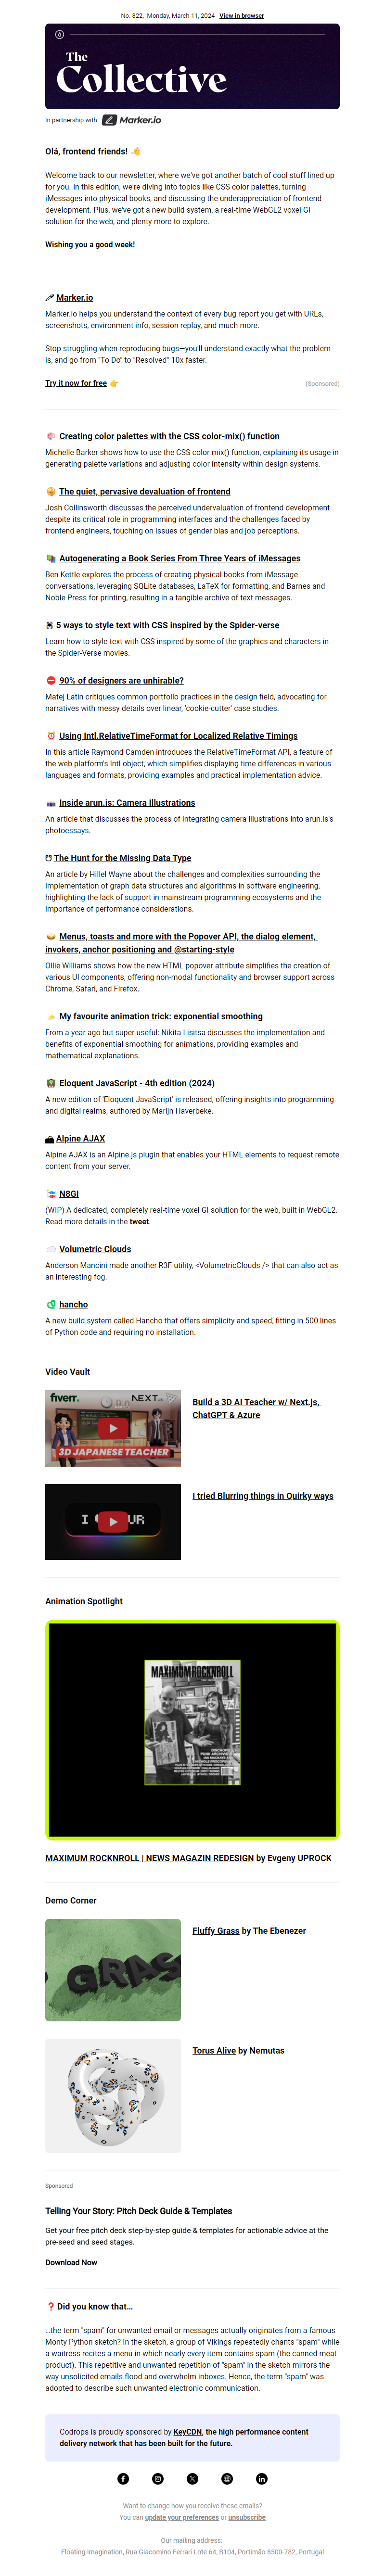 No. 822, Monday, March 11, 2024 View in browser
The
Collective
In partnership with Marker.io
Olá, frontend friends! 👋
Welcome back to our newsletter, where we've got another batch of cool stuff lined up
for you. In this edition, we're diving into topics like CSS color palettes, turning
iMessages into physical books, and discussing the underappreciation of frontend
development. Plus, we've got a new build system, a real-time WebGL2 voxel GI
solution for the web, and plenty more to explore.
Wishing you a good week!
Marker.io
Marker.io helps you understand the context of every bug report you get with URLs,
screenshots, environment info, session replay, and much more.
Stop struggling when reproducing bugs—you'll understand exactly what the problem
is, and go from "To Do" to "Resolved" 10x faster.
Try it now for free 👉 (Sponsored)
Creating color palettes with the CSS color-mix() function
Michelle Barker shows how to use the CSS color-mix() function, explaining its usage in
generating palette variations and adjusting color intensity within design systems.
The quiet, pervasive devaluation of frontend
Josh Collinsworth discusses the perceived undervaluation of frontend development
despite its critical role in programming interfaces and the challenges faced by
frontend engineers, touching on issues of gender bias and job perceptions.
Autogenerating a Book Series From Three Years of iMessages
Ben Kettle explores the process of creating physical books from iMessage
conversations, leveraging SQLite databases, LaTeX for formatting, and Barnes and
Noble Press for printing, resulting in a tangible archive of text messages.
5 ways to style text with CSS inspired by the Spider-verse
Learn how to style text with CSS inspired by some of the graphics and characters in
the Spider-Verse movies.
90% of designers are unhirable?
Matej Latin critiques common portfolio practices in the design field, advocating for
narratives with messy details over linear, 'cookie-cutter' case studies.
Using Intl.RelativeTimeFormat for Localized Relative Timings
In this article Raymond Camden introduces the RelativeTimeFormat API, a feature of
the web platform's Intl object, which simplifies displaying time differences in various
languages and formats, providing examples and practical implementation advice.
Inside arun.is: Camera Illustrations
An article that discusses the process of integrating camera illustrations into arun.is's
photoessays.
The Hunt for the Missing Data Type
An article by Hillel Wayne about the challenges and complexities surrounding the
implementation of graph data structures and algorithms in software engineering,
highlighting the lack of support in mainstream programming ecosystems and the
importance of performance considerations.
Menus, toasts and more with the Popover API, the dialog element,
invokers, anchor positioning and @starting-style
Ollie Williams shows how the new HTML popover attribute simplifies the creation of
various UI components, offering non-modal functionality and browser support across
Chrome, Safari, and Firefox.
My favourite animation trick: exponential smoothing
From a year ago but super useful: Nikita Lisitsa discusses the implementation and
benefits of exponential smoothing for animations, providing examples and
mathematical explanations.
Eloquent JavaScript - 4th edition (2024)
A new edition of 'Eloquent JavaScript' is released, offering insights into programming
and digital realms, authored by Marijn Haverbeke.
Alpine AJAX
Alpine AJAX is an Alpine.js plugin that enables your HTML elements to request remote
content from your server.
N8GI
(WIP) A dedicated, completely real-time voxel GI solution for the web, built in WebGL2.
Read more details in the tweet.
Volumetric Clouds
Anderson Mancini made another R3F utility, <VolumetricClouds /> that can also act as
an interesting fog.
hancho
A new build system called Hancho that offers simplicity and speed, fitting in 500 lines
of Python code and requiring no installation.
Video Vault
fiverr. NEXT.JS
3D JAPANESE TEACHER
Build a 3D AI Teacher w/ Next.js,
ChatGPT & Azure
I tried Blurring things in Quirky ways
Animation Spotlight
MAXIMUMROCKNROLL
MAXIMUM ROCKNROLL | NEWS MAGAZIN REDESIGN by Evgeny UPROCK
Demo Corner
GRASS
Fluffy Grass by The Ebenezer
Torus Alive by Nemutas
Sponsored
Telling Your Story: Pitch Deck Guide & Templates
Get your free pitch deck step-by-step guide & templates for actionable advice at the
pre-seed and seed stages.
Download Now
❓ Did you know that…
…the term "spam" for unwanted email or messages actually originates from a famous
Monty Python sketch? In the sketch, a group of Vikings repeatedly chants "spam" while
a waitress recites a menu in which nearly every item contains spam (the canned meat
product). This repetitive and unwanted repetition of "spam" in the sketch mirrors the
way unsolicited emails flood and overwhelm inboxes. Hence, the term "spam" was
adopted to describe such unwanted electronic communication.
Codrops is proudly sponsored by KeyCDN, the high performance content
delivery network that has been built for the future.
Want to change how you receive these emails?
You can update your preferences or unsubscribe
Our mailing address:
Floating Imagination, Rua Giacomino Ferrari Lote 64, B104, Portimão 8500-782, Portugal